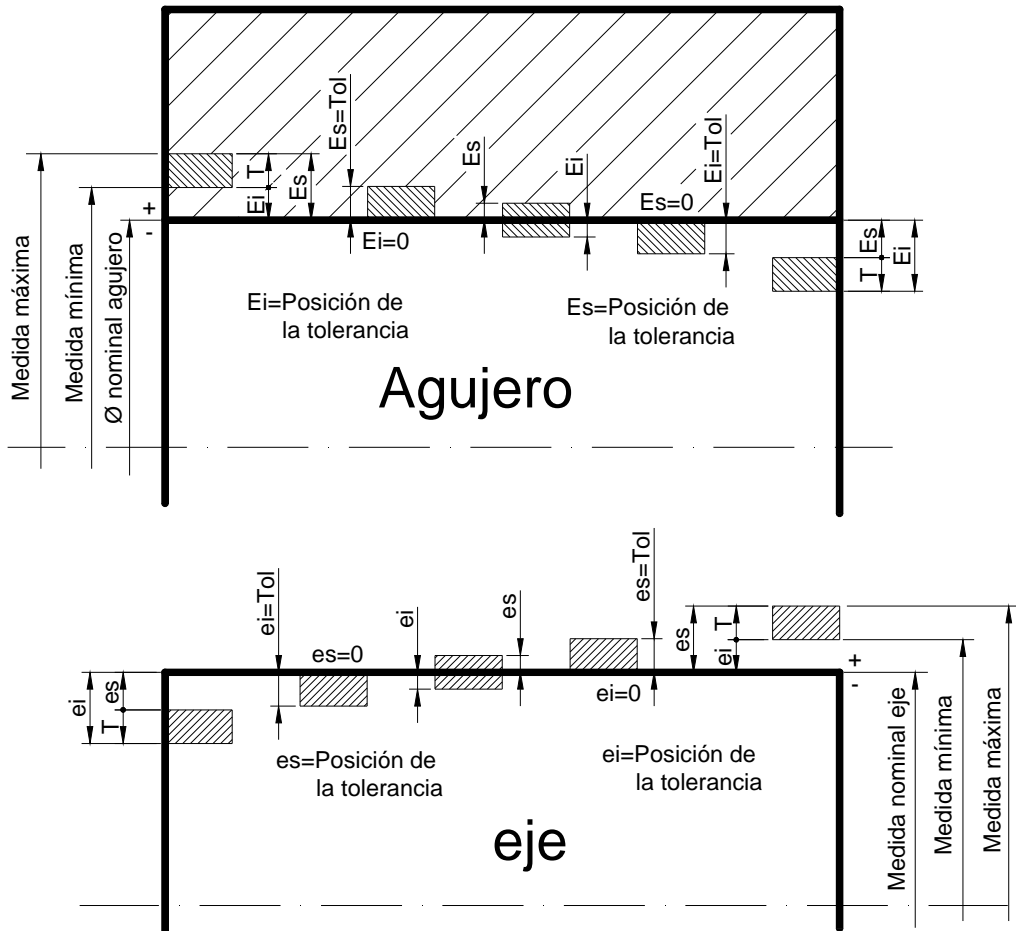 Es=Tol
Es
Ei
Es=0
Ei=Tol
T
Ei
Es
+
-
Ei=0
Es
T
Ei
Medida máxima
Medida mínima
Ø nominal agujero
Ei=Posición de
la tolerancia
Es=Posición de
la tolerancia
Agujero
ei=Tol
es=0
ei
es
es=Tol
ei=0
es
T
ei
+
-
ei
es
T
es=Posición de
la tolerancia
ei=Posición de
la tolerancia
Medida nominal eje
Medida mínima
Medida máxima
eje